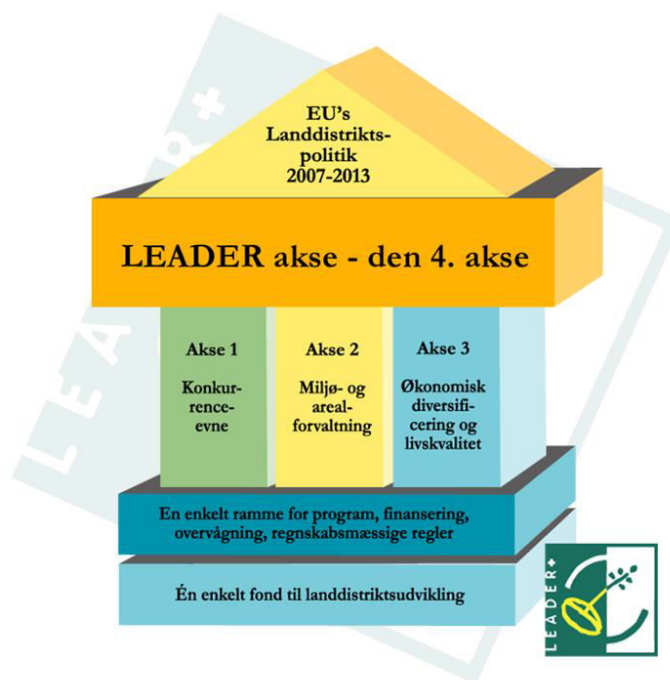 EU's
Landdistrikts-
politik
2007-2013
LEADER akse - den 4. akse
Akse 1
Konkur-
rence-
evne
Akse 2
Miljø- og
areal-
forvaltning
Akse 3
Økonomisk
diversifi-
cering og
livskvalitet
En enkelt ramme for program, finansering,
overvågning, regnskabsmæssige regler
Én enkelt fond til landdistriktsudvikling
LEADER+
LEADER+